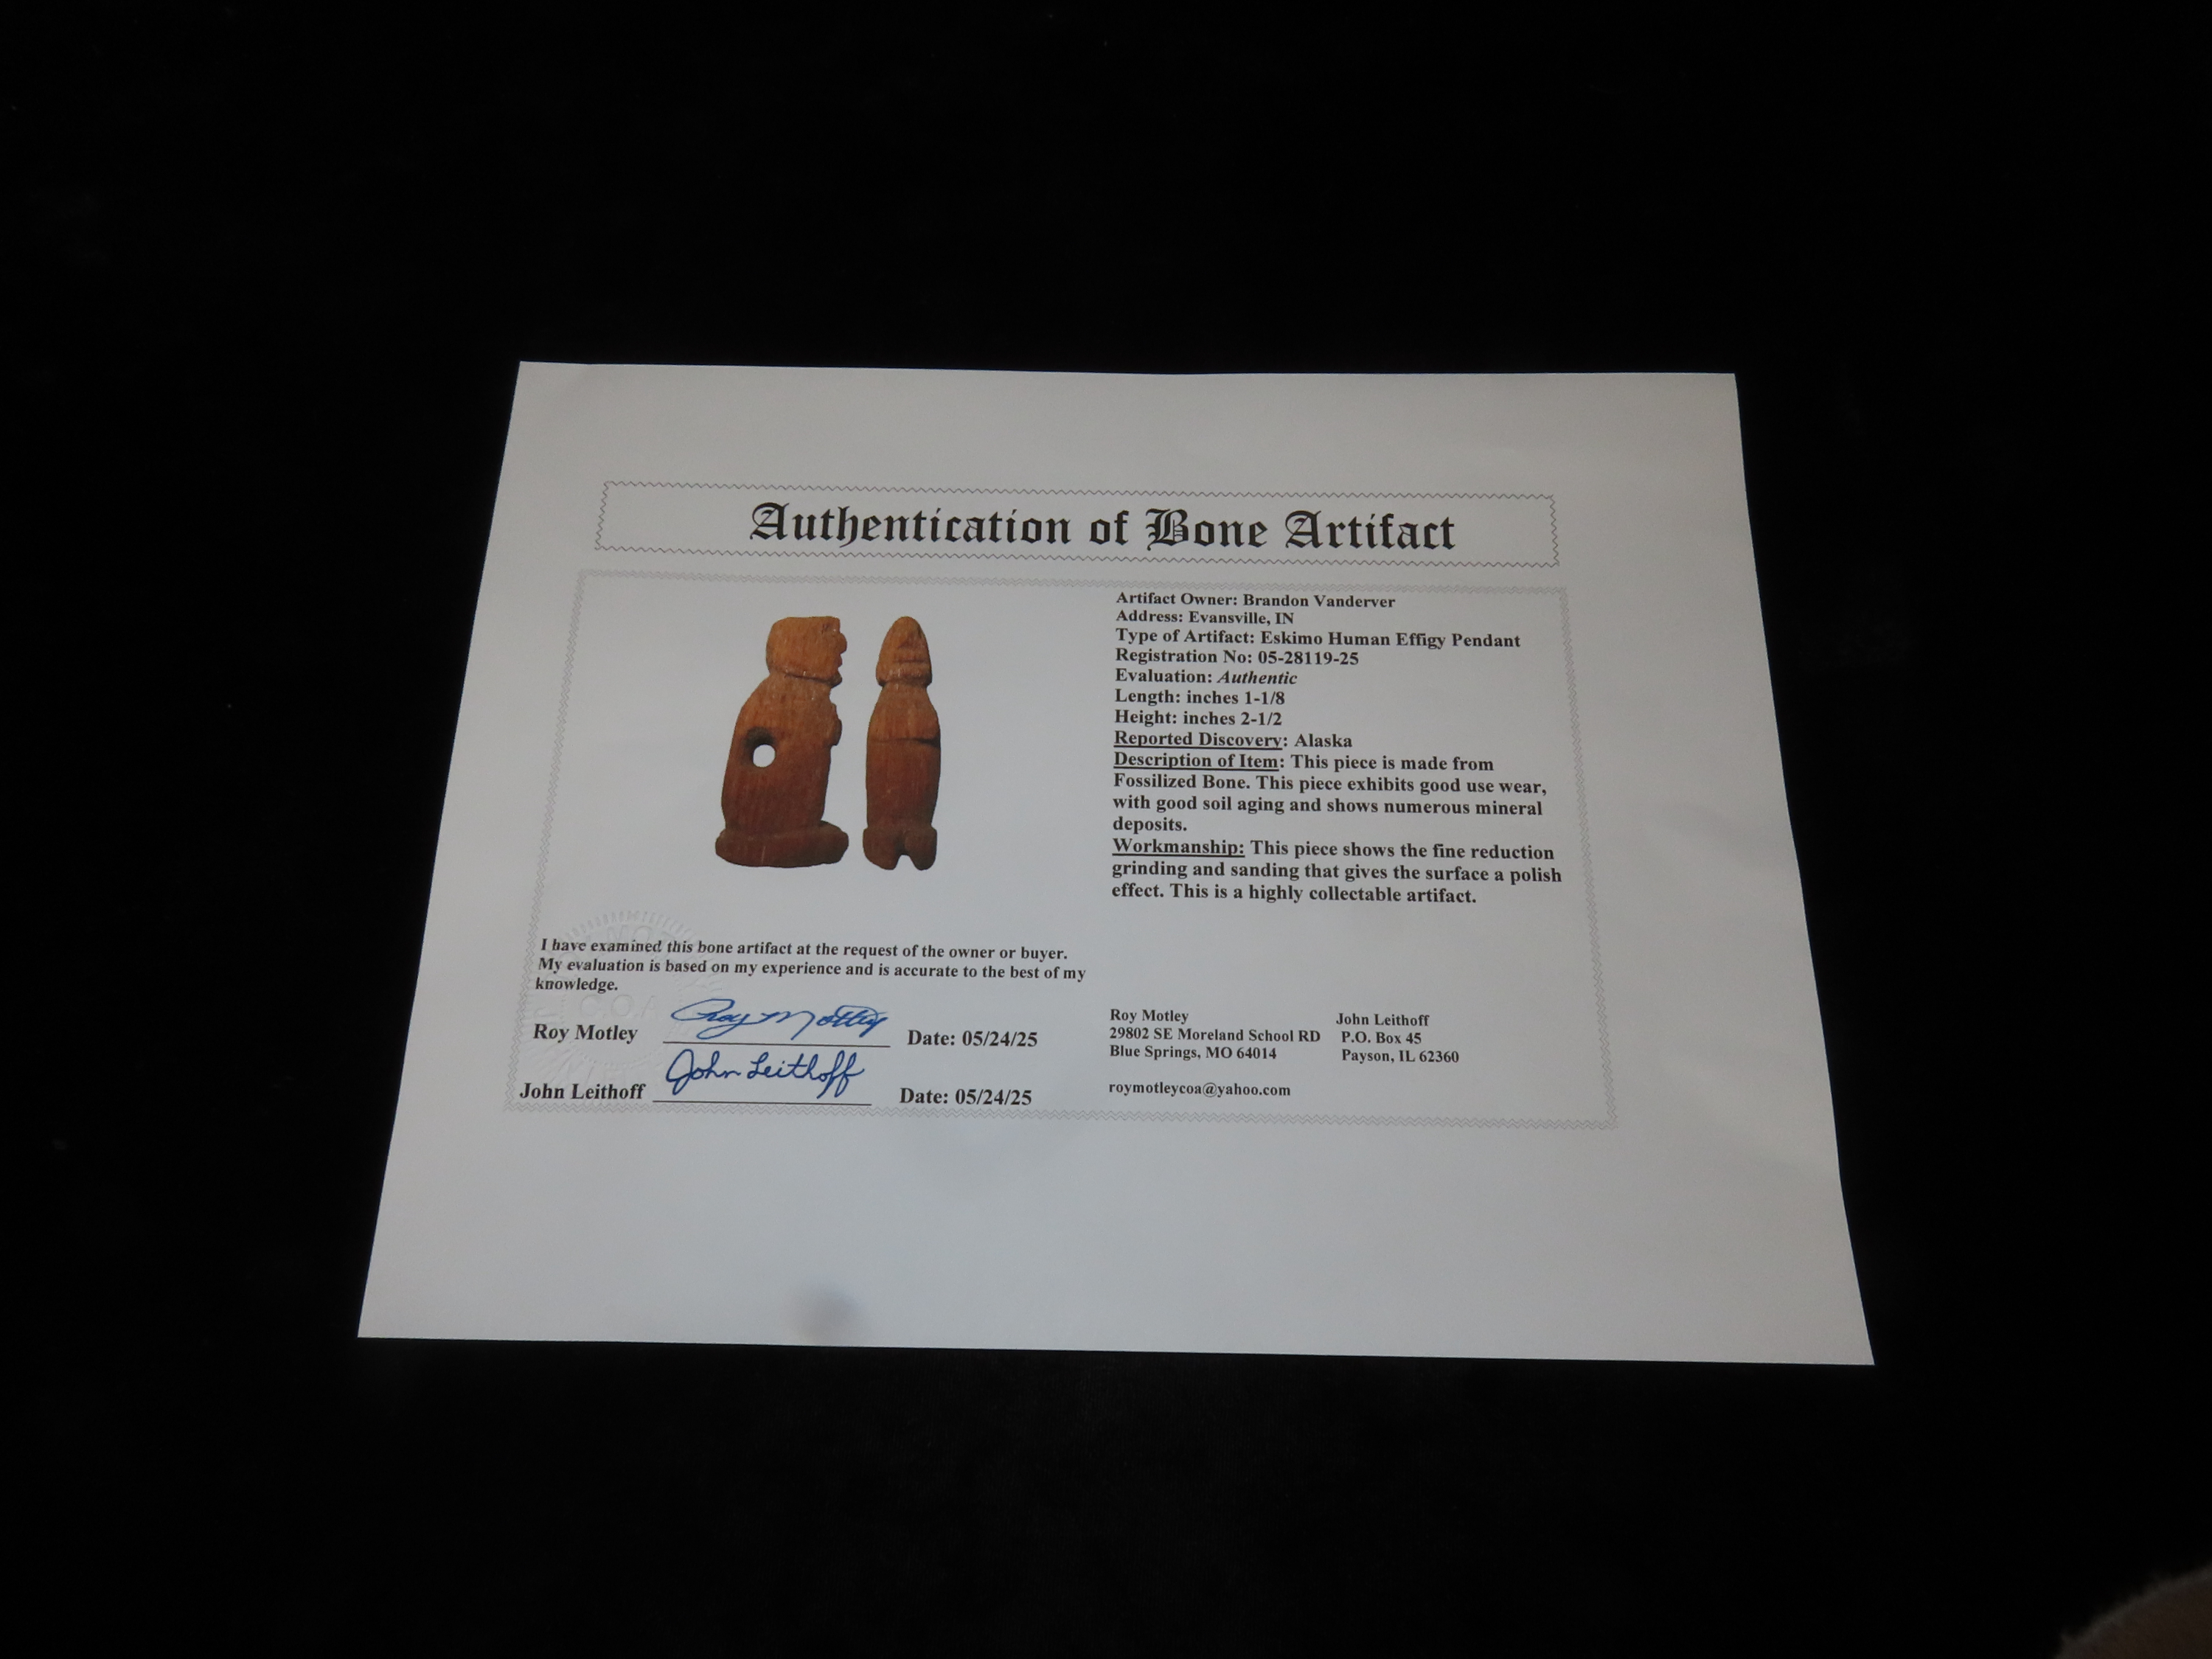 Authentication of Bone Artifact
Artifact Owner: Brandon Vanderver
Address: Evansville, IN
Type of Artifact: Eskimo Human Effigy Pendant
Registration No: 05-28119-25
Evaluation: Authentic
Length: inches 1-1/8
Height: inches 2-1/2
Reported Discovery: Alaska
Description of Item: This piece is made from
Fossilized Bone. This piece exhibits good use wear,
with good soil aging and shows numerous mineral
deposits.
Workmanship: This piece shows the fine reduction
grinding and sanding that gives the surface a polish
effect. This is a highly collectable artifact.
I have examined this bone artifact at the request of the owner or buyer.
My evaluation is based on my experience and is accurate to the best of my
knowledge.
Roy Motley Roy Motley Date: 05/24/25
John Leithoff John Leithoff Date: 05/24/25
Roy Motley
29802 SE Moreland School RD
Blue Springs, MO 64014
roymotleycoa@yahoo.com
John Leithoff
P.O. Box 45
Payson, IL 62360